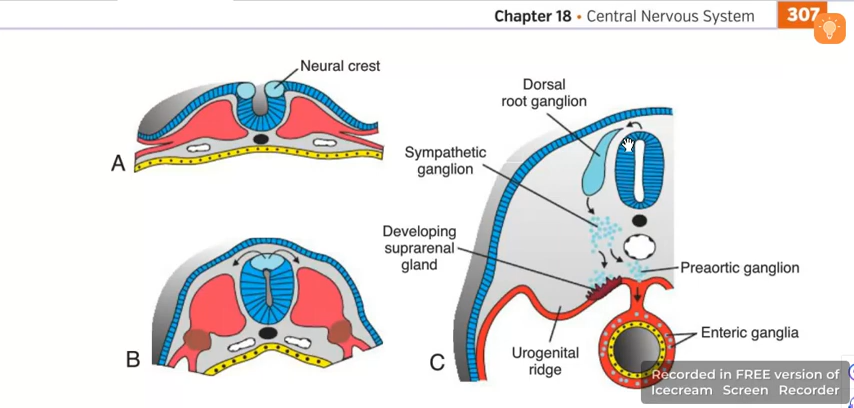 Chapter 18 • Central Nervous System 307
Neural crest
A
B
Dorsal
root ganglion
Sympathetic
ganglion
Developing
suprarenal
gland
Preaortic ganglion
Enteric ganglia
Urogenital
ridge
C
Recorded in FREE version of
Icecream Screen Recorder